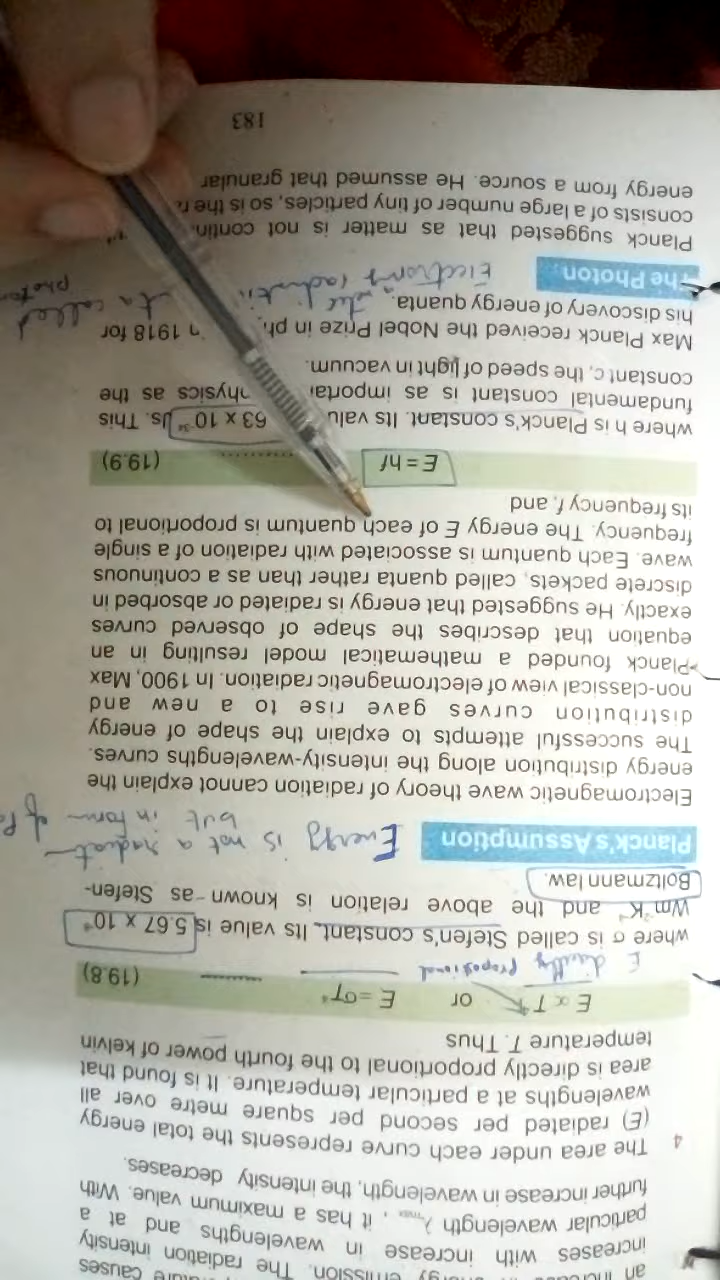 increases with increase in wavelengths and at a
particular wavelength λmax , it has a maximum value. With
further increase in wavelength, the intensity decreases.
4
The area under each curve represents the total energy
(E) radiated per second per square metre over all
wavelengths at a particular temperature. It is found that
area is directly proportional to the fourth power of kelvin
temperature T. Thus
E ∝ T⁴ or E = σT⁴ (19.8)
E directly proposional
where σ is called Stefen's constant. Its value is 5.67 x 10⁻⁸
Wm⁻²K⁻⁴ and the above relation is known as Stefen-
Boltzmann law.
Planck's Assumption
Energy is not a radiat
but in form of
Electromagnetic wave theory of radiation cannot explain the
energy distribution along the intensity-wavelengths curves.
The successful attempts to explain the shape of energy
distribution curves gave rise to a new and
non-classical view of electromagnetic radiation. In 1900, Max
Planck founded a mathematical model resulting in an
equation that describes the shape of observed curves
exactly. He suggested that energy is radiated or absorbed in
discrete packets, called quanta rather than as a continuous
wave. Each quantum is associated with radiation of a single
frequency. The energy E of each quantum is proportional to
its frequency f, and
E = hf .......... (19.9)
where h is Planck's constant. Its valu 63 x 10⁻³⁴ Js. This
fundamental constant is as importa physics as the
constant c, the speed of light in vacuum.
Max Planck received the Nobel Prize in ph n 1918 for
his discovery of energy quanta.
called
photon
The Photon
Electrons
Planck suggested that as matter is not contin
consists of a large number of tiny particles, so is the r
energy from a source. He assumed that granular
183